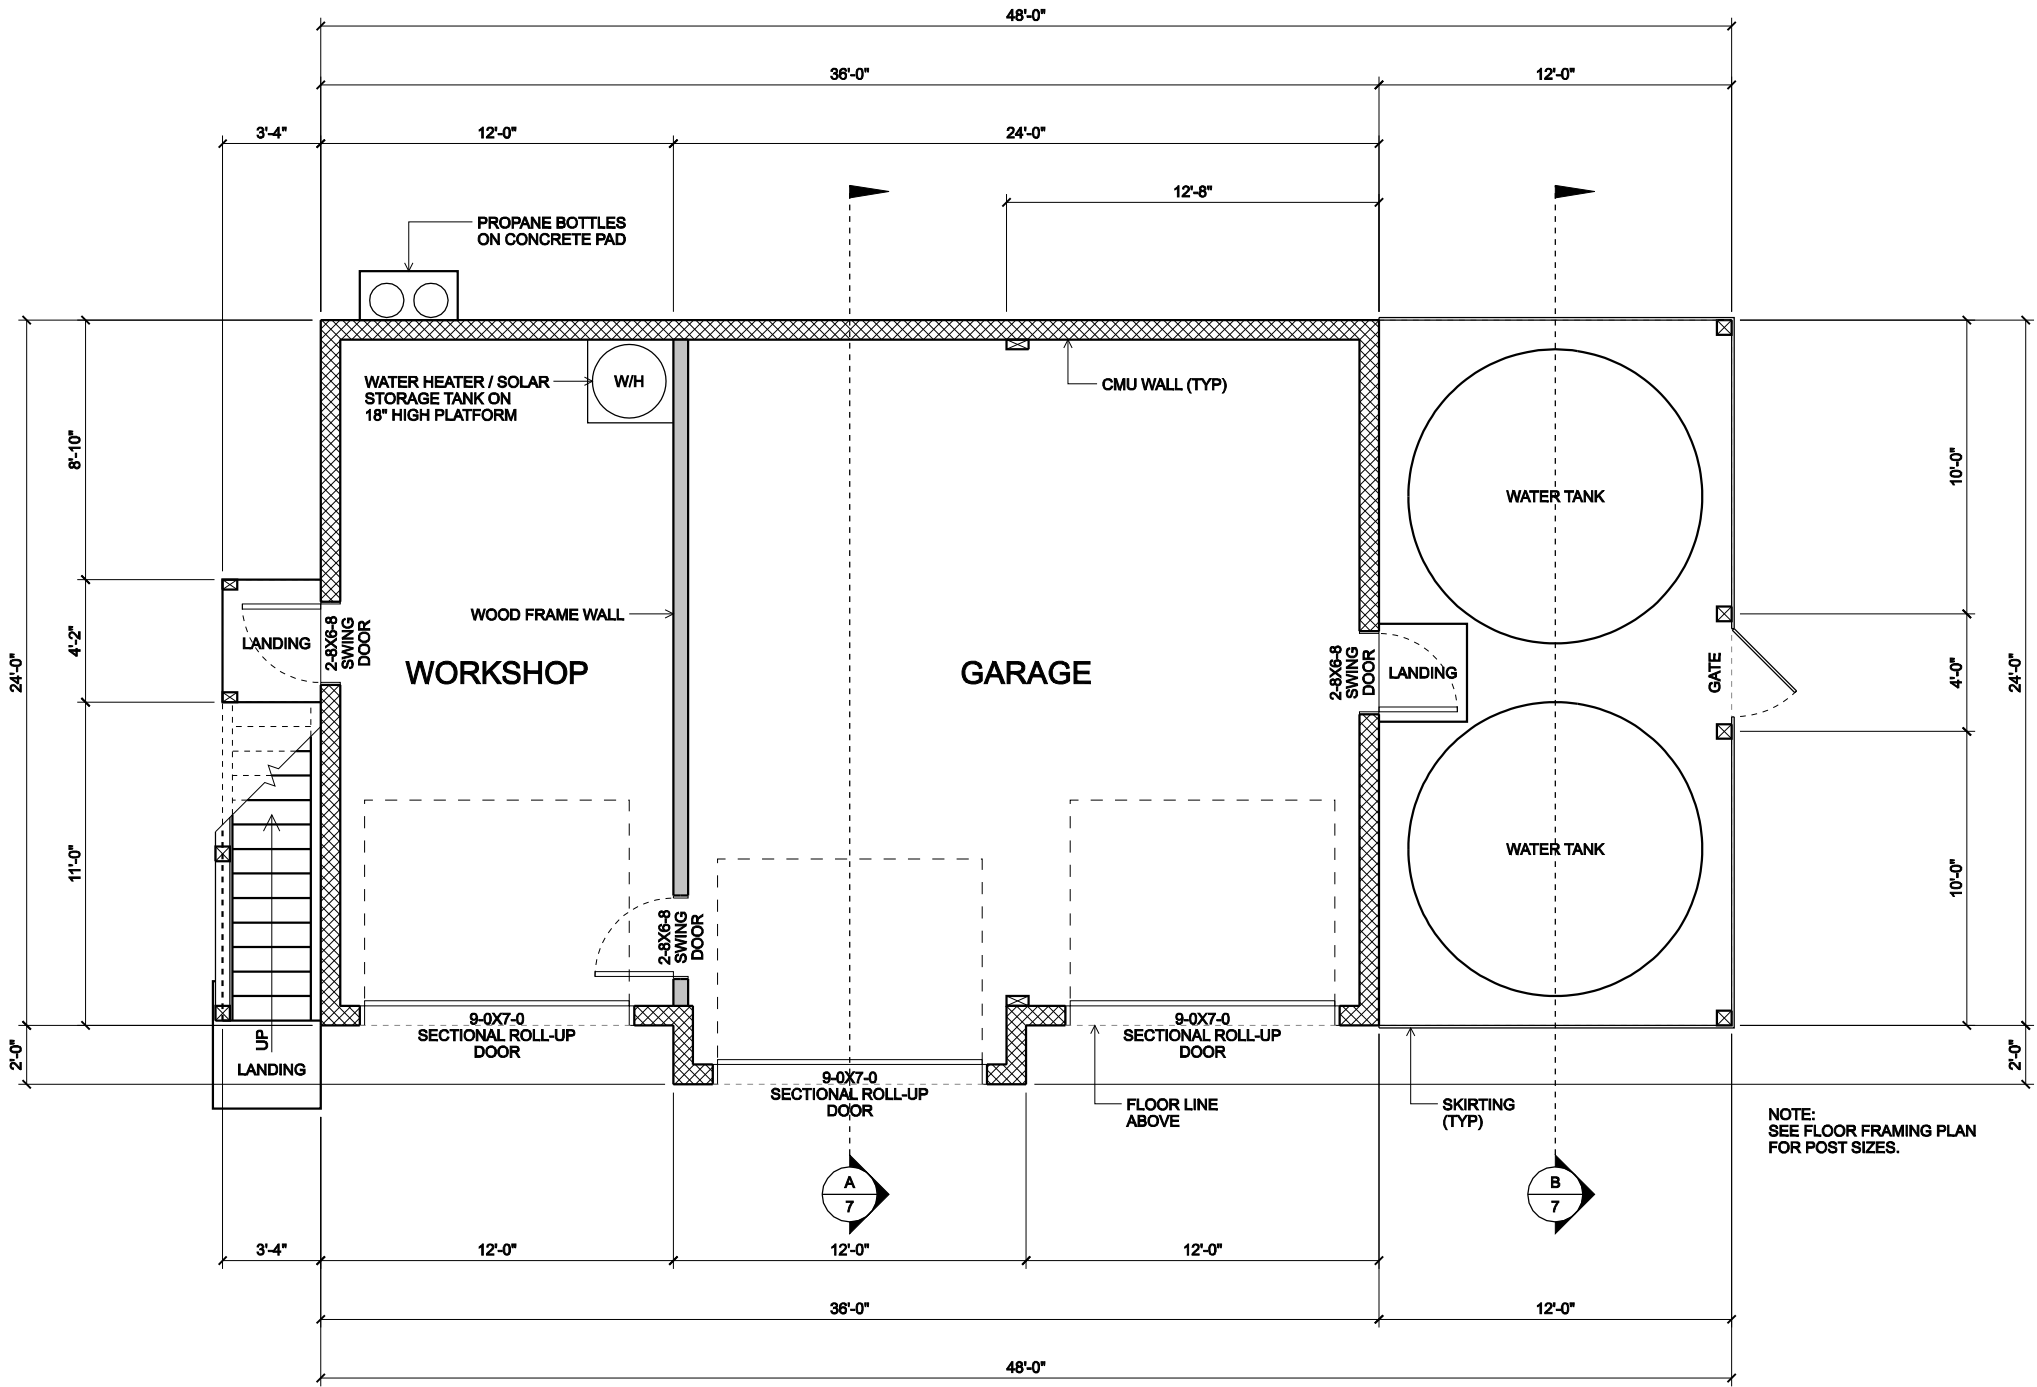 48'-0"
36'-0"
12'-0"
3'-4"
12'-0"
24'-0"
12'-8"
PROPANE BOTTLES
ON CONCRETE PAD
WATER HEATER / SOLAR
STORAGE TANK ON
18" HIGH PLATFORM
W/H
CMU WALL (TYP)
8'-10"
10'-0"
WATER TANK
WOOD FRAME WALL
4'-2"
LANDING
2-8X6-8
SWING
DOOR
WORKSHOP
GARAGE
2-8X6-8
SWING
DOOR
LANDING
GATE
4'-0"
24'-0"
24'-0"
11'-0"
WATER TANK
10'-0"
2-8X6-8
SWING
DOOR
9-0X7-0
SECTIONAL ROLL-UP
DOOR
9-0X7-0
SECTIONAL ROLL-UP
DOOR
UP
LANDING
2'-0"
2'-0"
9-0X7-0
SECTIONAL ROLL-UP
DOOR
FLOOR LINE
ABOVE
SKIRTING
(TYP)
NOTE:
SEE FLOOR FRAMING PLAN
FOR POST SIZES.
A
7
B
7
3'-4"
12'-0"
12'-0"
12'-0"
36'-0"
12'-0"
48'-0"